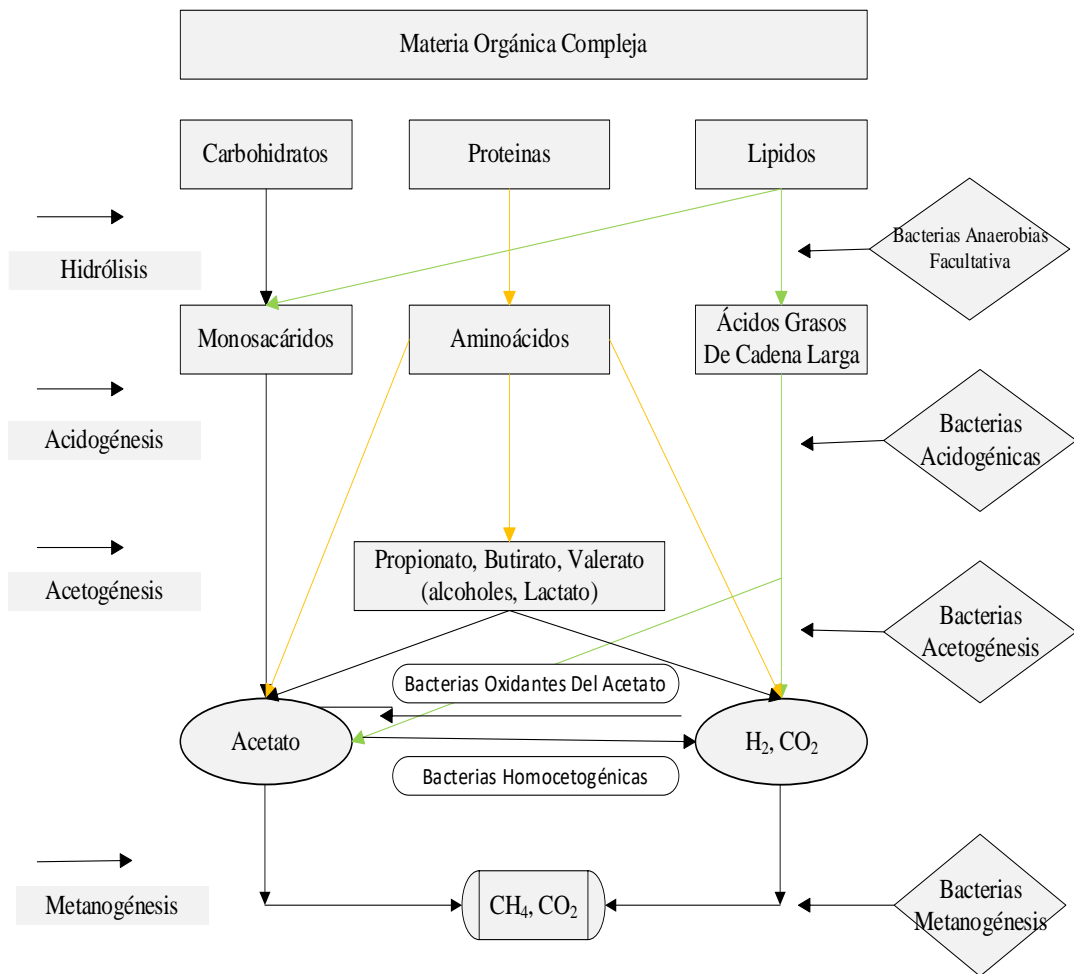 Materia Orgánica Compleja
Carbohidratos
Proteinas
Lipidos
Bacterias Anaerobias
Facultativa
Hidrólisis
Monosacáridos
Aminoácidos
Ácidos Grasos
De Cadena Larga
Acidogénesis
Bacterias
Acidogénicas
Acetogénesis
Propionato, Butirato, Valerato
(alcoholes, Lactato)
Bacterias
Acetogénesis
Bacterias Oxidantes Del Acetato
Acetato
H₂, CO₂
Bacterias Homocetogénicas
Metanogénesis
CH₄, CO₂
Bacterias
Metanogénesis